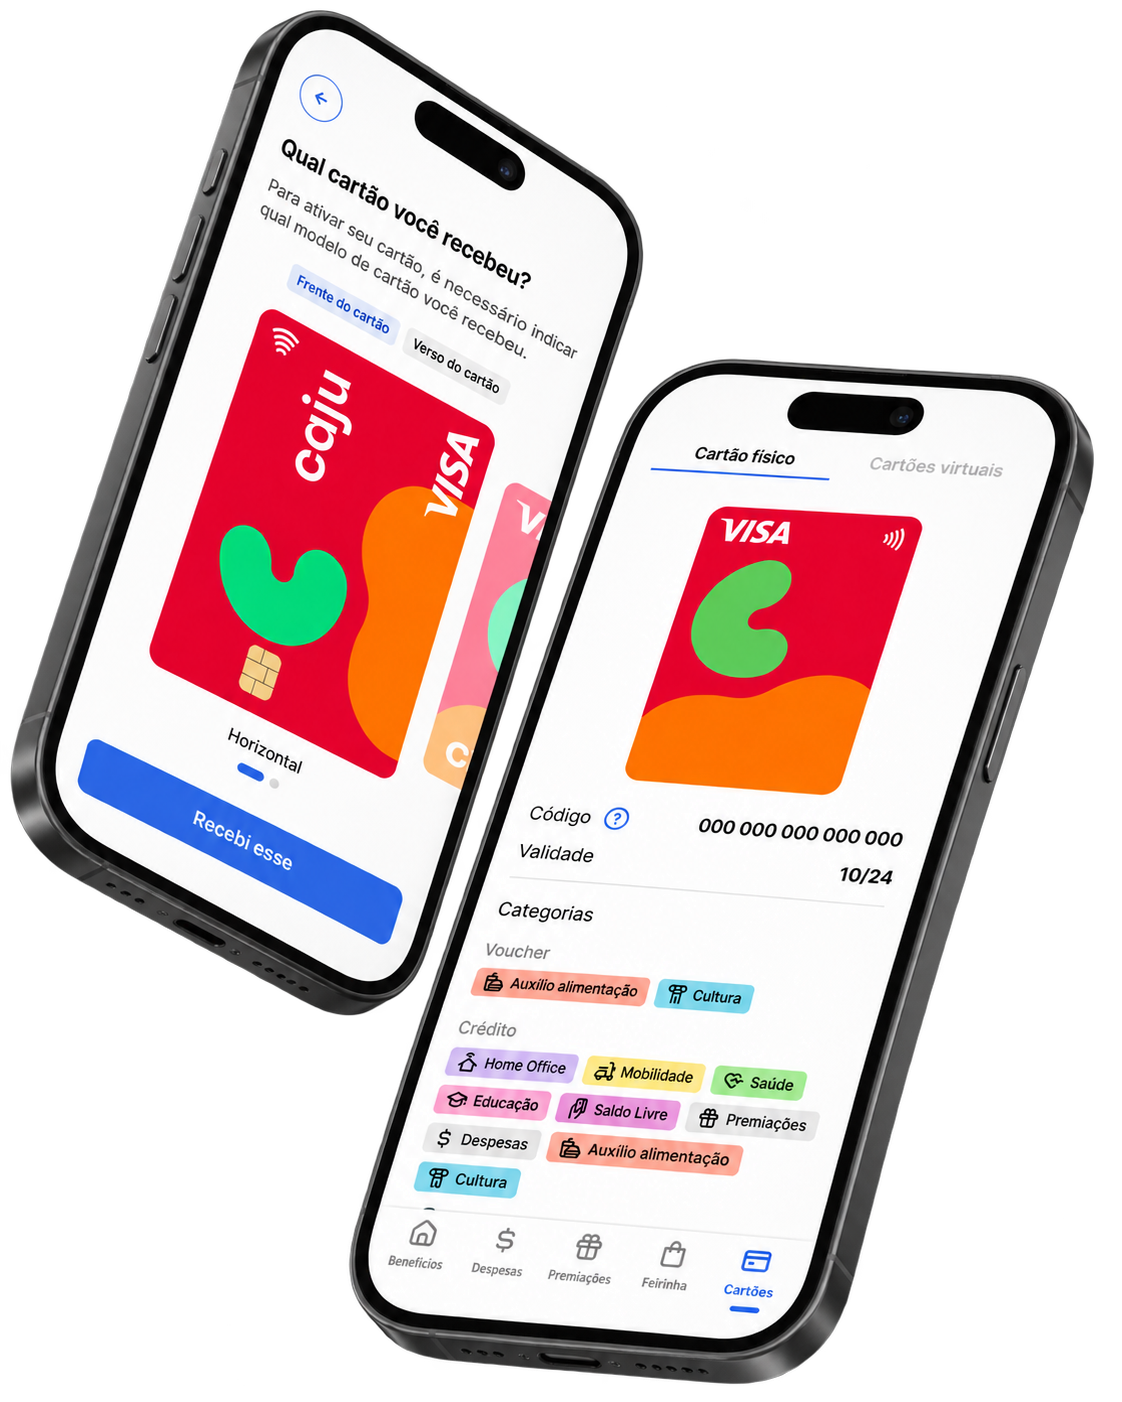 Qual cartão você recebeu?
Para ativar seu cartão, é necessário indicar
qual modelo de cartão você recebeu.
Frente do cartão
Verso do cartão
caju
VISA
V
c
Horizontal
Recebi esse
Cartão físico
Cartões virtuais
VISA
Código ? 000 000 000 000 000
Validade 10/24
Categorias
Voucher
Auxílio alimentação Cultura
Crédito
Home Office Mobilidade Saúde
Educação Saldo Livre Premiações
Despesas Auxílio alimentação
Cultura
Benefícios Despesas Premiações Feirinha Cartões